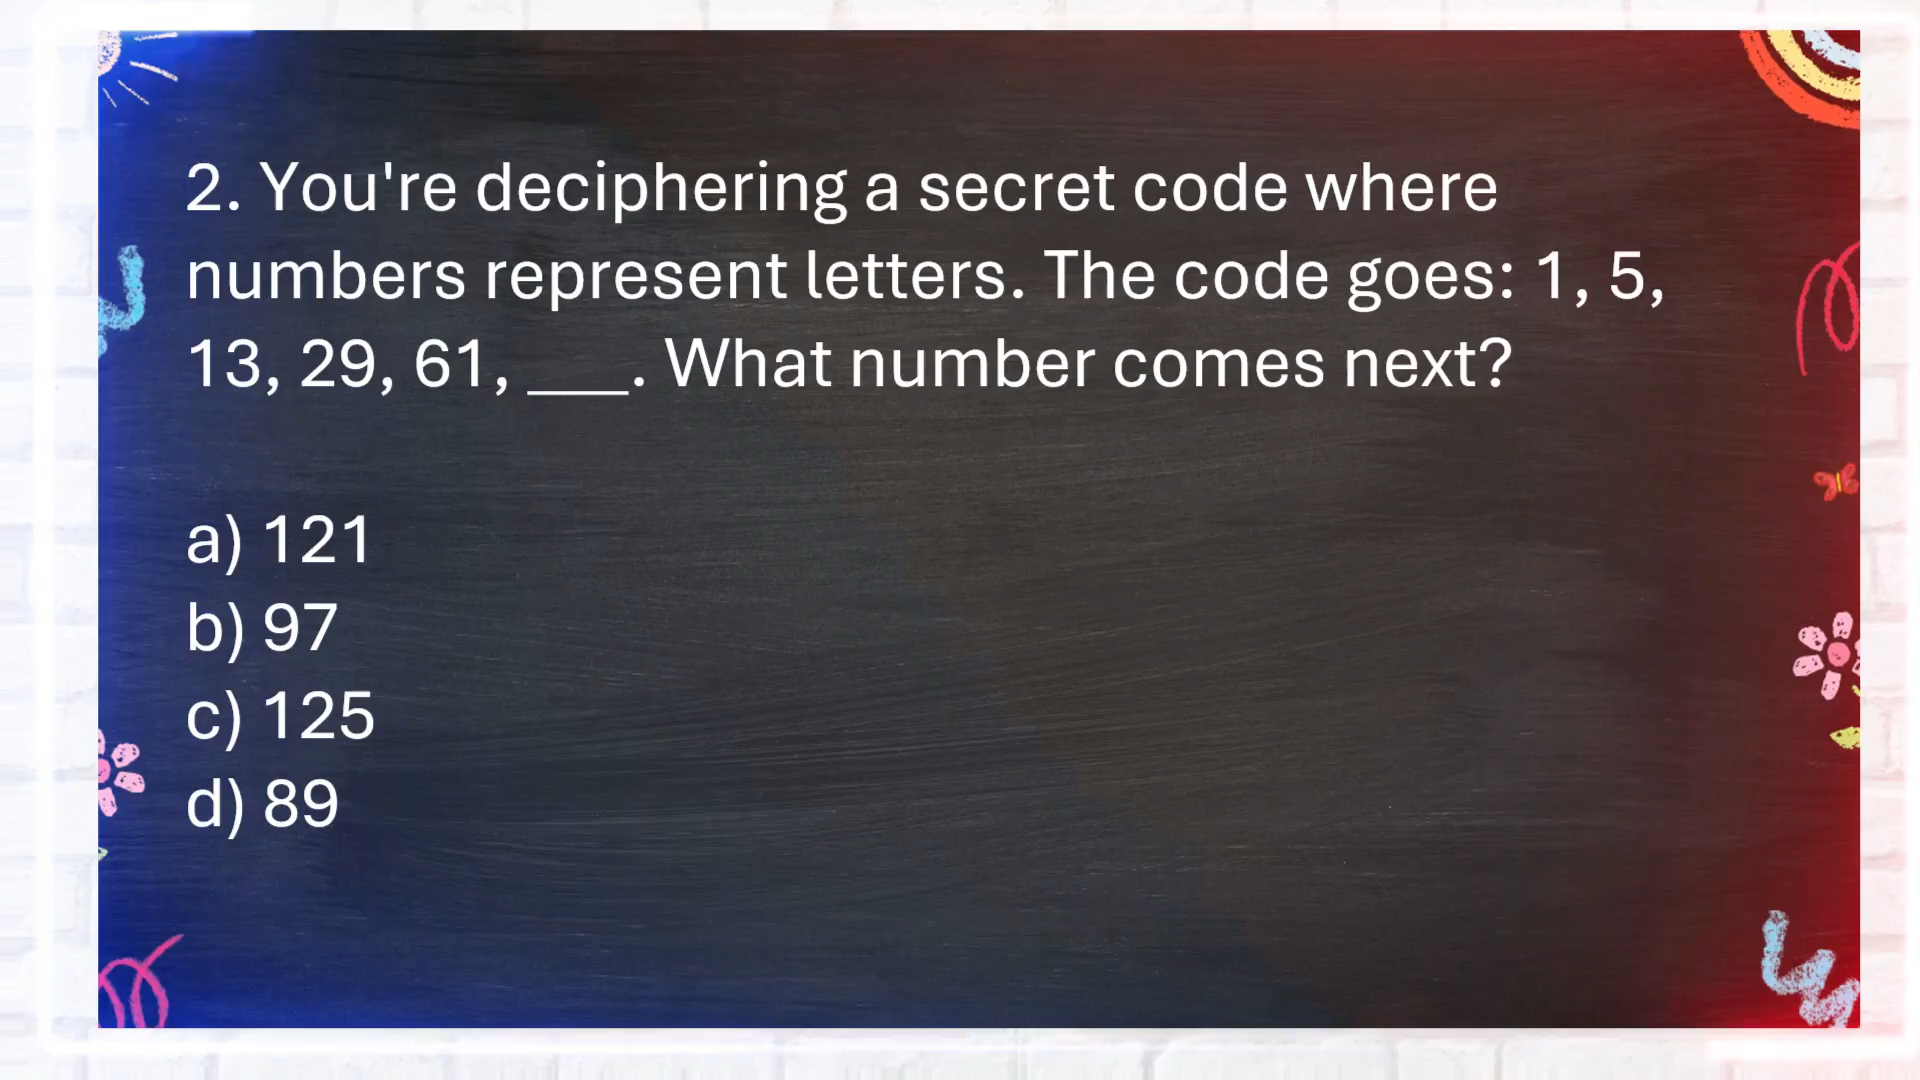 2. You're deciphering a secret code where
numbers represent letters. The code goes: 1, 5,
13, 29, 61, ___. What number comes next?
a) 121
b) 97
c) 125
d) 89